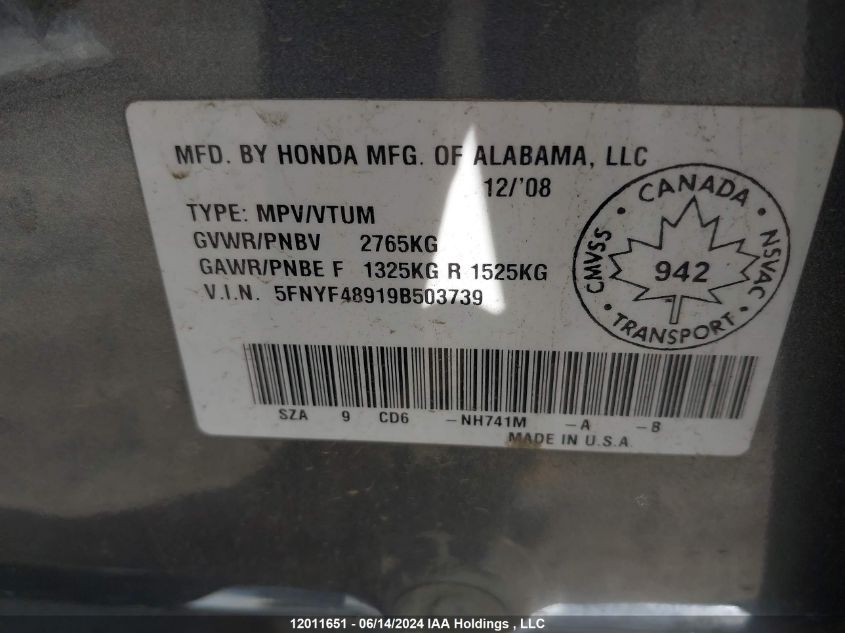 MFD. BY HONDA MFG. OF ALABAMA, LLC
12/'08
TYPE: MPV/VTUM
GVWR/PNBV 2765KG
GAWR/PNBE F 1325KG R 1525KG
V.I.N. 5FNYF48919B503739
CANADA
CMVSS
942
NSVAC
TRANSPORT
SZA 9 CD6 -NH741M -A -B
MADE IN U.S.A.
12011651 - 06/14/2024 IAA Holdings , LLC